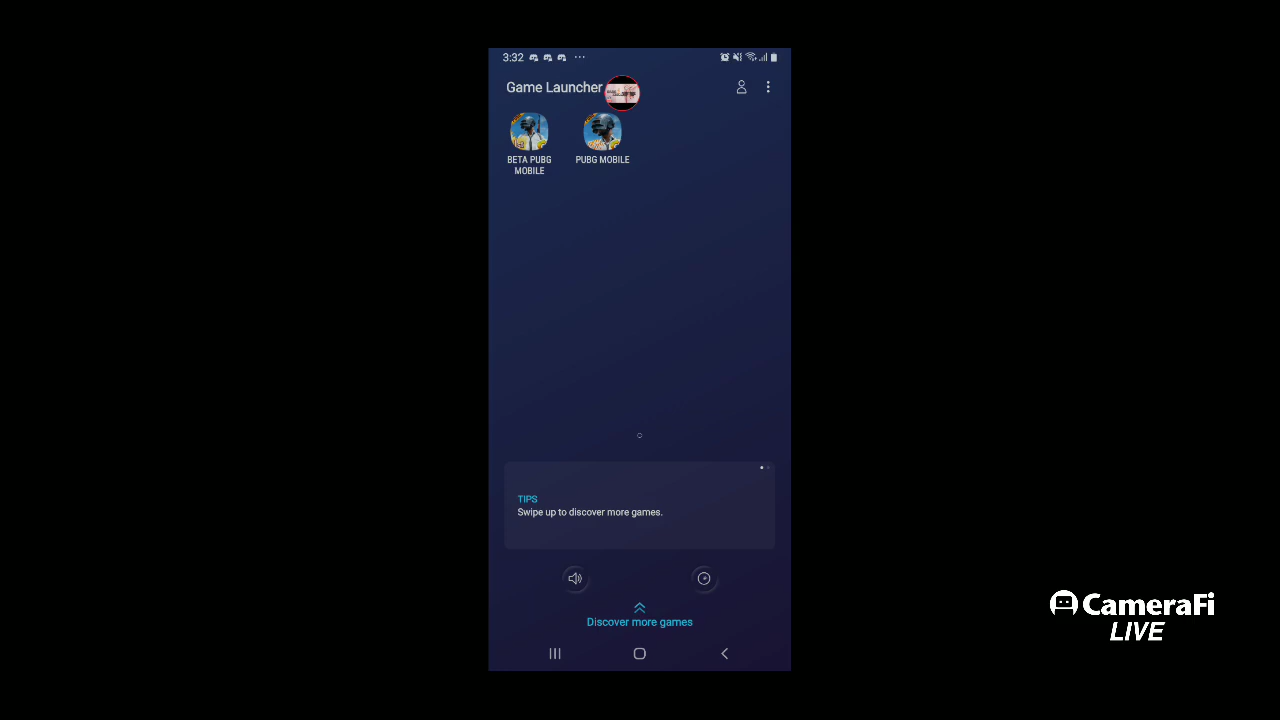 3:32
Game Launcher
BETA PUBG
MOBILE
PUBG MOBILE
TIPS
Swipe up to discover more games.
Discover more games
CameraFi
LIVE